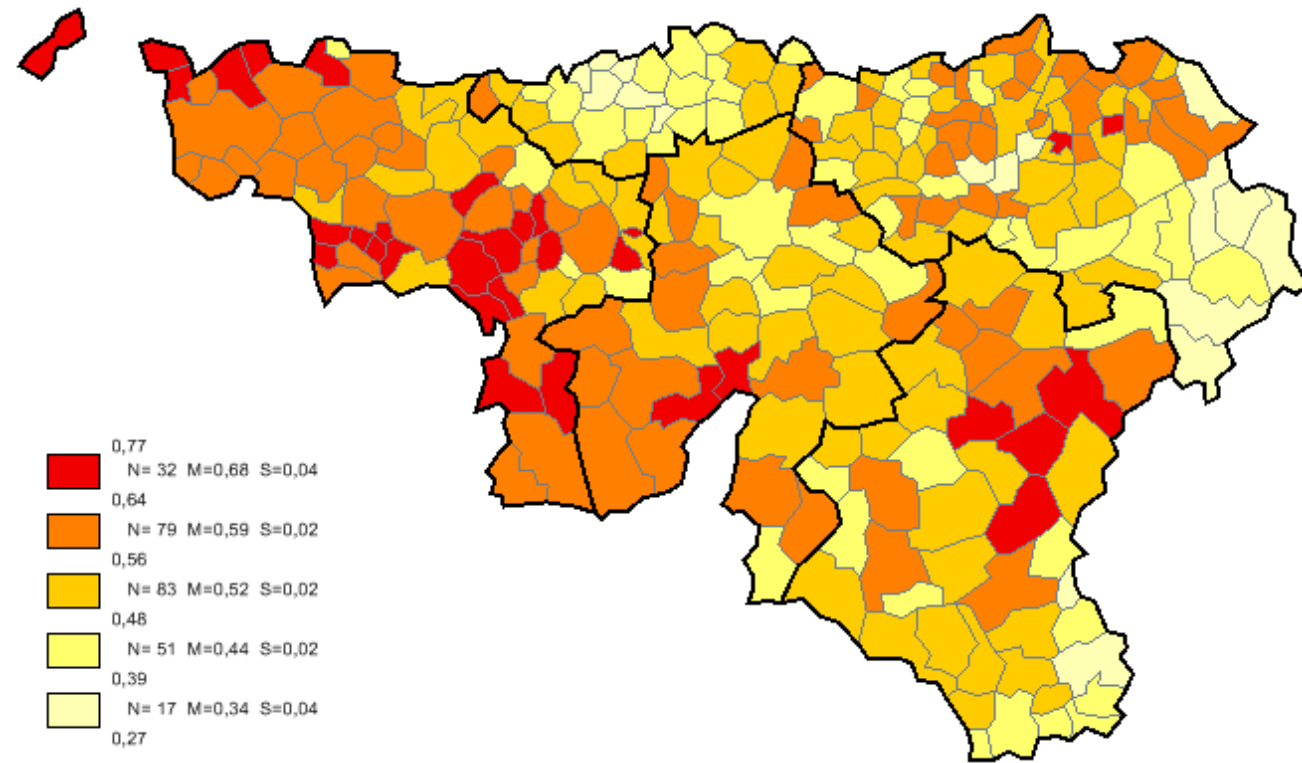 0,77
N= 32 M=0,68 S=0,04
0,64
N= 79 M=0,59 S=0,02
0,56
N= 83 M=0,52 S=0,02
0,48
N= 51 M=0,44 S=0,02
0,39
N= 17 M=0,34 S=0,04
0,27